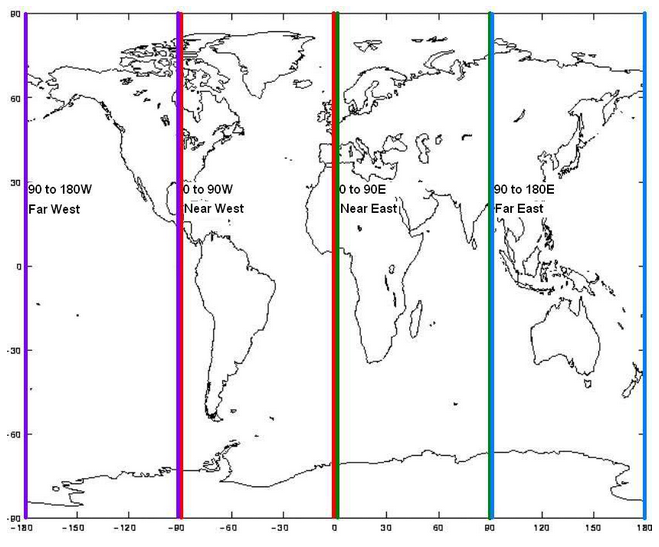 90
60
30
0
-30
-60
-90
90 to 180W
Far West
0 to 90W
Near West
0 to 90E
Near East
90 to 180E
Far East
-180 -150 -120 -90 -60 -30 0 30 60 90 120 150 180